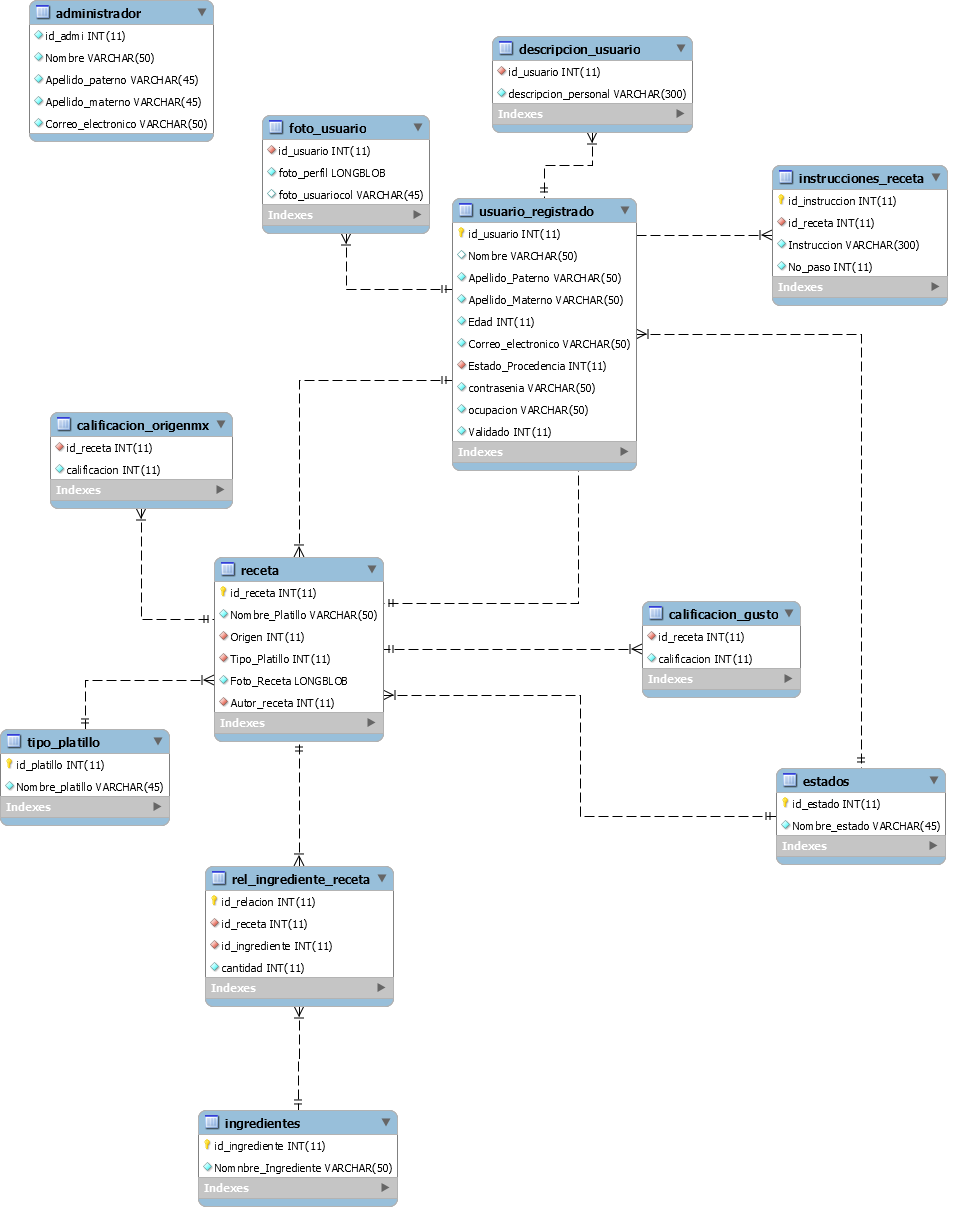 administrador
id_admi INT(11)
Nombre VARCHAR(50)
Apellido_paterno VARCHAR(45)
Apellido_materno VARCHAR(45)
Correo_electronico VARCHAR(50)
descripcion_usuario
id_usuario INT(11)
descripcion_personal VARCHAR(300)
Indexes
foto_usuario
id_usuario INT(11)
foto_perfil LONGBLOB
foto_usuariocol VARCHAR(45)
Indexes
instrucciones_receta
id_instruccion INT(11)
id_receta INT(11)
Instruccion VARCHAR(300)
No_paso INT(11)
Indexes
usuario_registrado
id_usuario INT(11)
Nombre VARCHAR(50)
Apellido_Paterno VARCHAR(50)
Apellido_Materno VARCHAR(50)
Edad INT(11)
Correo_electronico VARCHAR(50)
Estado_Procedencia INT(11)
contrasenia VARCHAR(50)
ocupacion VARCHAR(50)
Validado INT(11)
Indexes
calificacion_origenmx
id_receta INT(11)
calificacion INT(11)
Indexes
receta
id_receta INT(11)
Nombre_Platillo VARCHAR(50)
Origen INT(11)
Tipo_Platillo INT(11)
Foto_Receta LONGBLOB
Autor_receta INT(11)
Indexes
calificacion_gusto
id_receta INT(11)
calificacion INT(11)
Indexes
tipo_platillo
id_platillo INT(11)
Nombre_platillo VARCHAR(45)
Indexes
estados
id_estado INT(11)
Nombre_estado VARCHAR(45)
Indexes
rel_ingrediente_receta
id_relacion INT(11)
id_receta INT(11)
id_ingrediente INT(11)
cantidad INT(11)
Indexes
ingredientes
id_ingrediente INT(11)
Nomnbre_Ingrediente VARCHAR(50)
Indexes